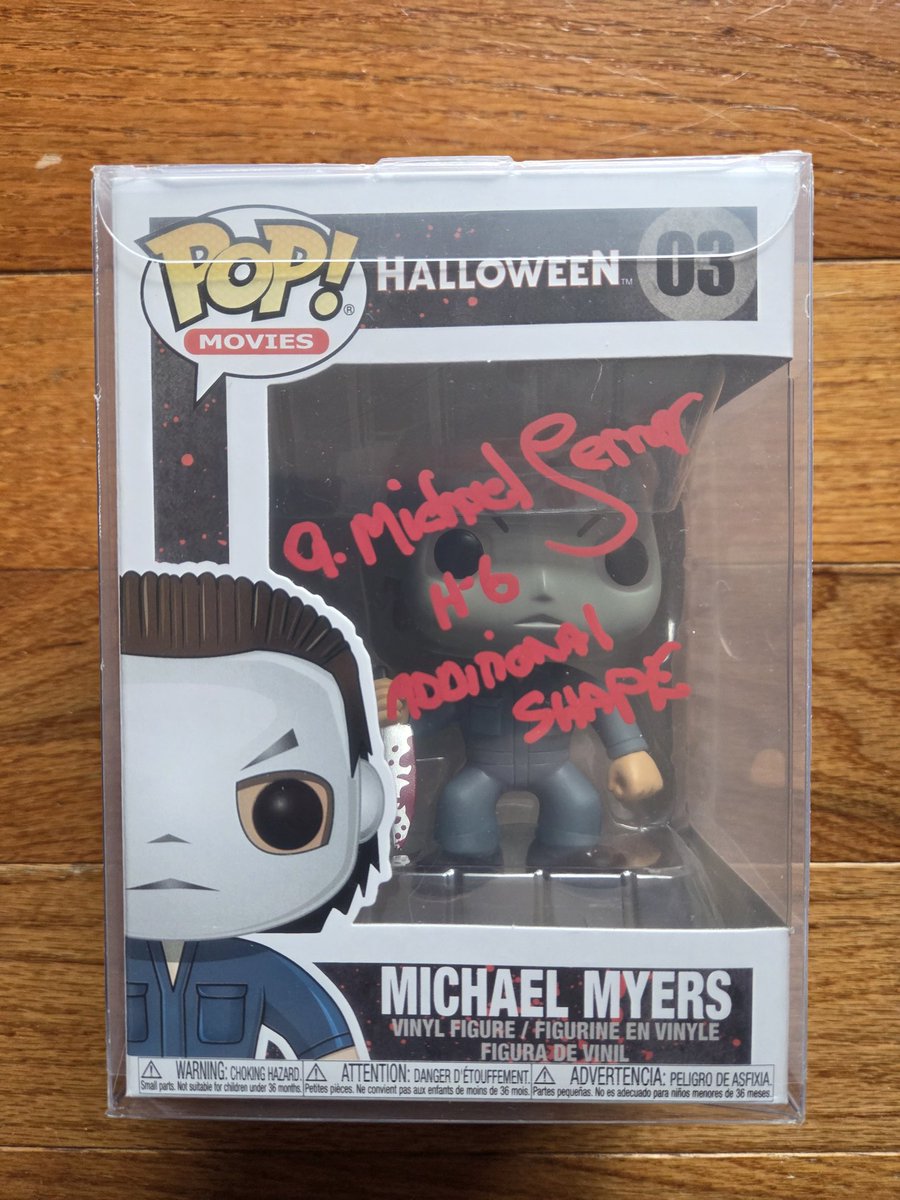 POP!®
MOVIES
HALLOWEEN™
03
A. Michael Lerner
H-6
ADDITIONAL
SHAPE
MICHAEL MYERS
VINYL FIGURE / FIGURINE EN VINYLE
FIGURA DE VINIL
WARNING: CHOKING HAZARD.
Small parts. Not suitable for children under 36 months.
ATTENTION: DANGER D'ÉTOUFFEMENT.
Petites pièces. Ne convient pas aux enfants de moins de 36 mois.
ADVERTENCIA: PELIGRO DE ASFIXIA.
Partes pequeñas. No es adecuado para niños menores de 36 meses.